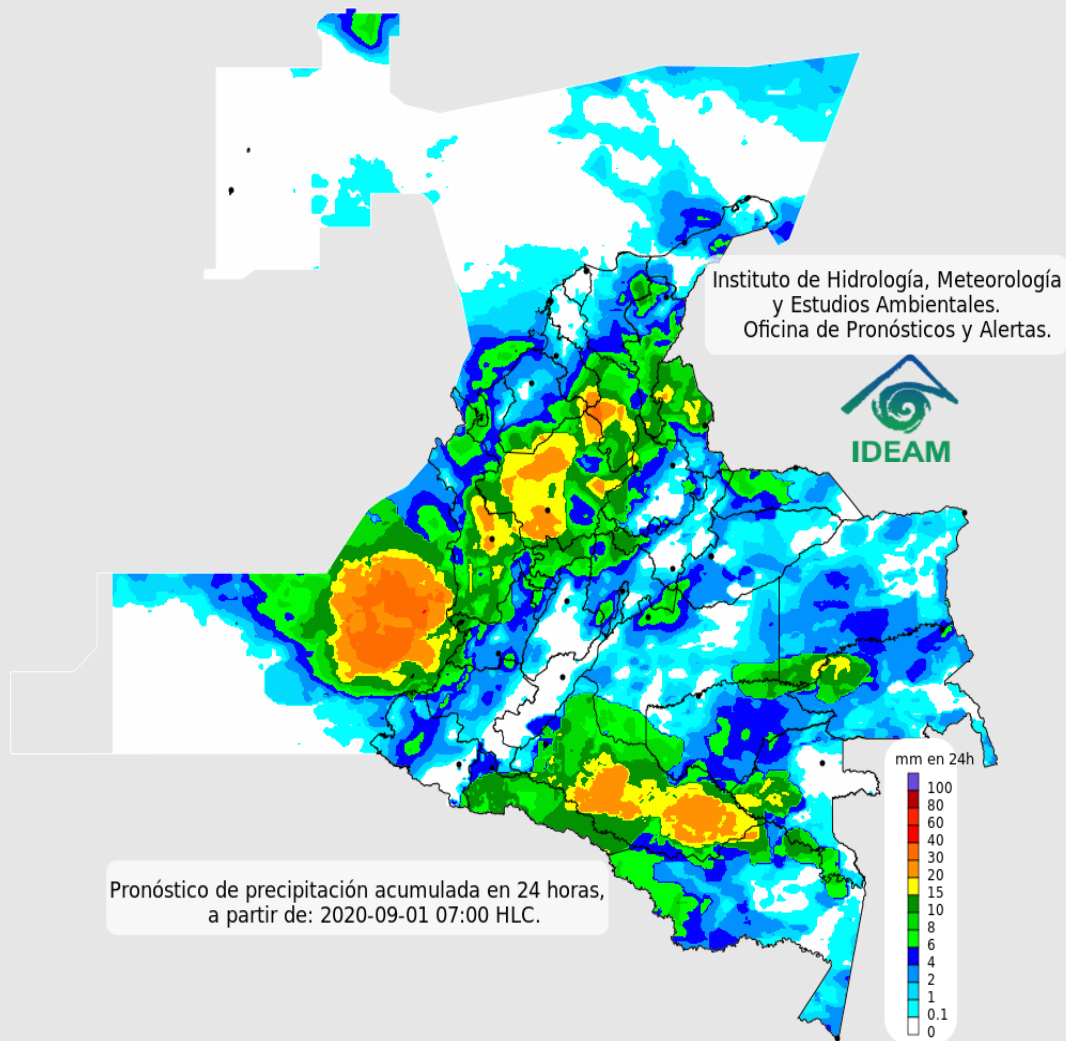 Instituto de Hidrología, Meteorología
y Estudios Ambientales.
Oficina de Pronósticos y Alertas.
IDEAM
mm en 24h
100
80
60
40
30
20
15
10
8
6
4
2
1
0.1
0
Pronóstico de precipitación acumulada en 24 horas,
a partir de: 2020-09-01 07:00 HLC.